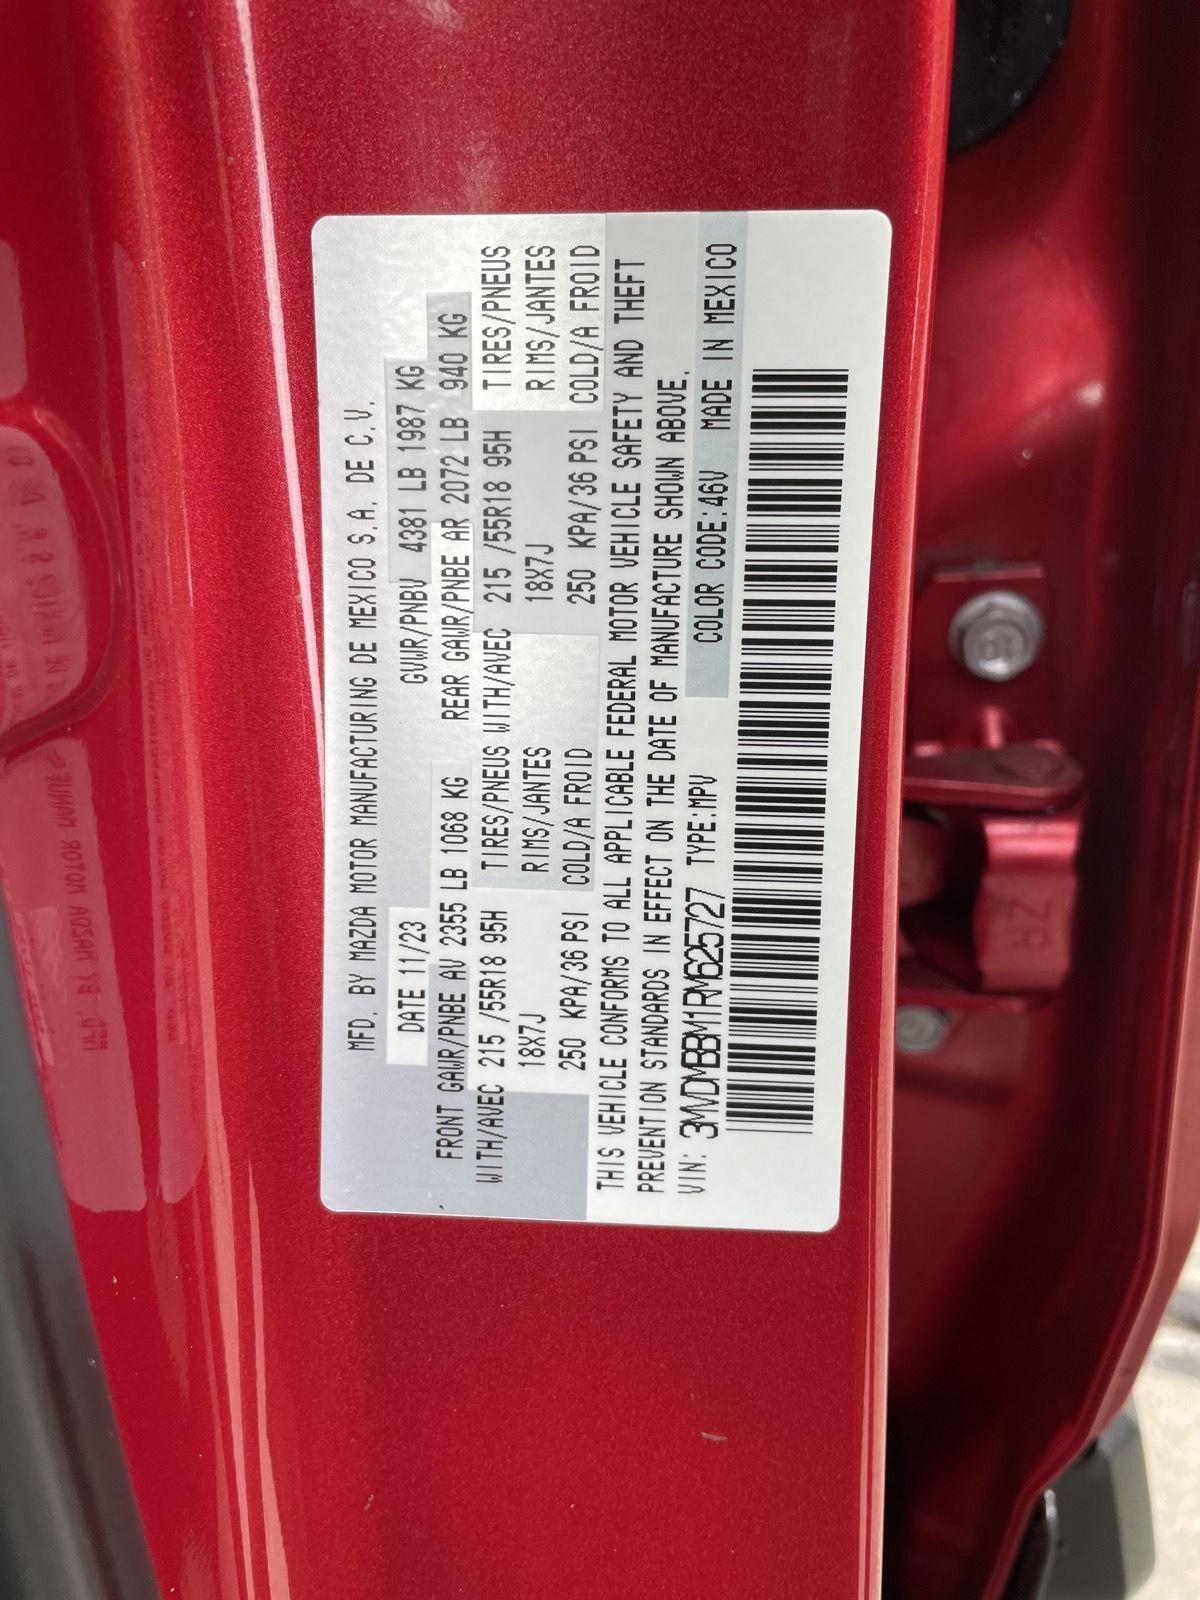 MFD. BY MAZDA MOTOR MANUFACTURING DE MEXICO S.A. DE C.V.
DATE 11/23 GVWR/PNBV 4381 LB 1987 KG
FRONT GAWR/PNBE AV 2355 LB 1068 KG REAR GAWR/PNBE AR 2072 LB 940 KG
WITH/AVEC 215 /55R18 95H TIRES/PNEUS WITH/AVEC 215 /55R18 95H TIRES/PNEUS
18X7J RIMS/JANTES 18X7J RIMS/JANTES
250 KPA/36 PSI COLD/A FROID 250 KPA/36 PSI COLD/A FROID
THIS VEHICLE CONFORMS TO ALL APPLICABLE FEDERAL MOTOR VEHICLE SAFETY AND THEFT
PREVENTION STANDARDS IN EFFECT ON THE DATE OF MANUFACTURE SHOWN ABOVE.
VIN: 3MVDMBBM1RM625727 TYPE:MPV COLOR CODE:46V MADE IN MEXICO
ZR